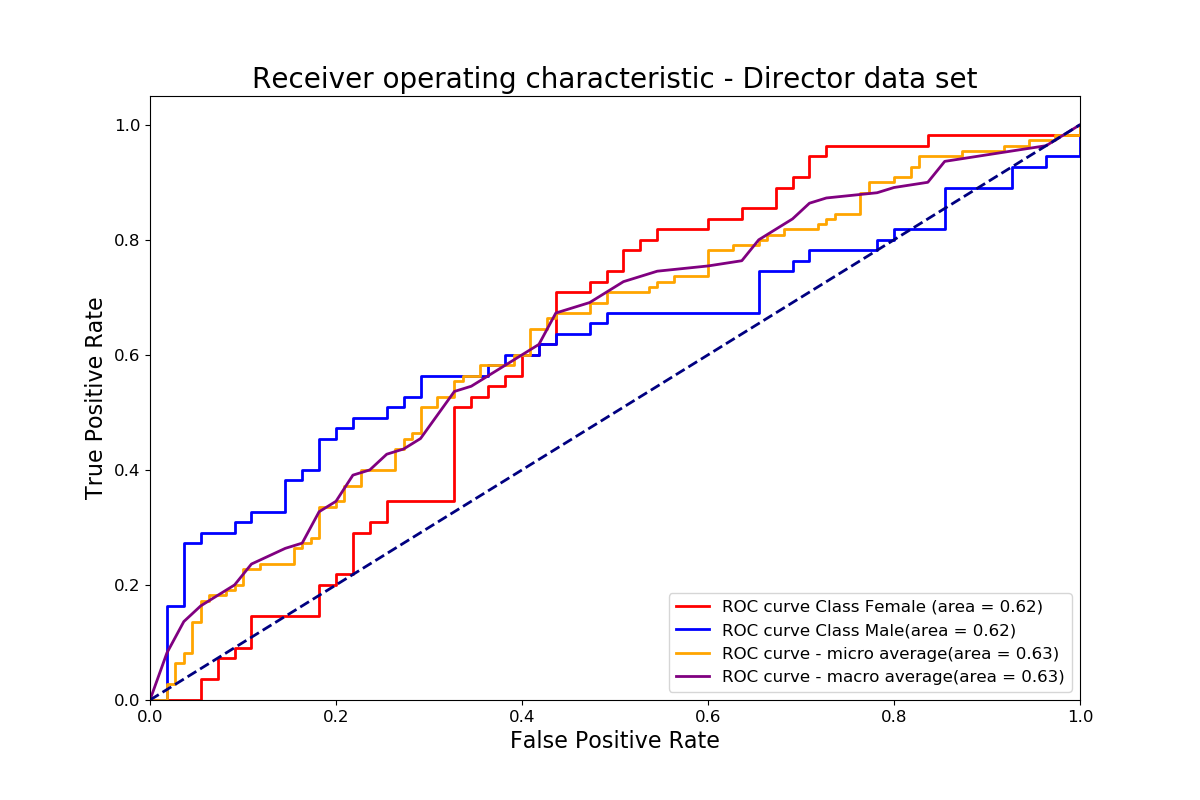 Receiver operating characteristic - Director data set
True Positive Rate
1.0
0.8
0.6
0.4
0.2
0.0
ROC curve Class Female (area = 0.62)
ROC curve Class Male(area = 0.62)
ROC curve - micro average(area = 0.63)
ROC curve - macro average(area = 0.63)
0.0 0.2 0.4 0.6 0.8 1.0
False Positive Rate